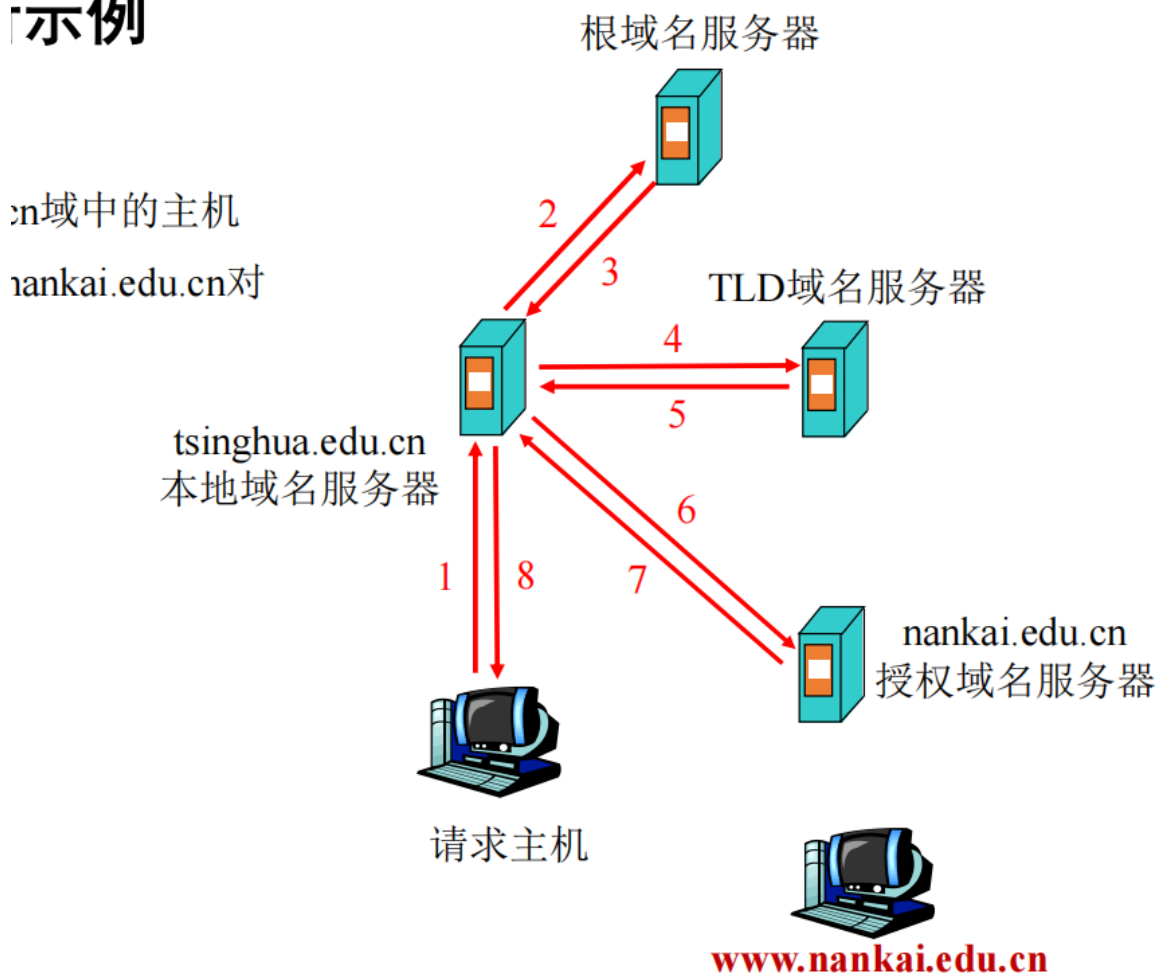 示例
根域名服务器
cn域中的主机
nankai.edu.cn对
2
3
TLD域名服务器
4
5
tsinghua.edu.cn
本地域名服务器
6
7
1
8
nankai.edu.cn
授权域名服务器
请求主机
www.nankai.edu.cn